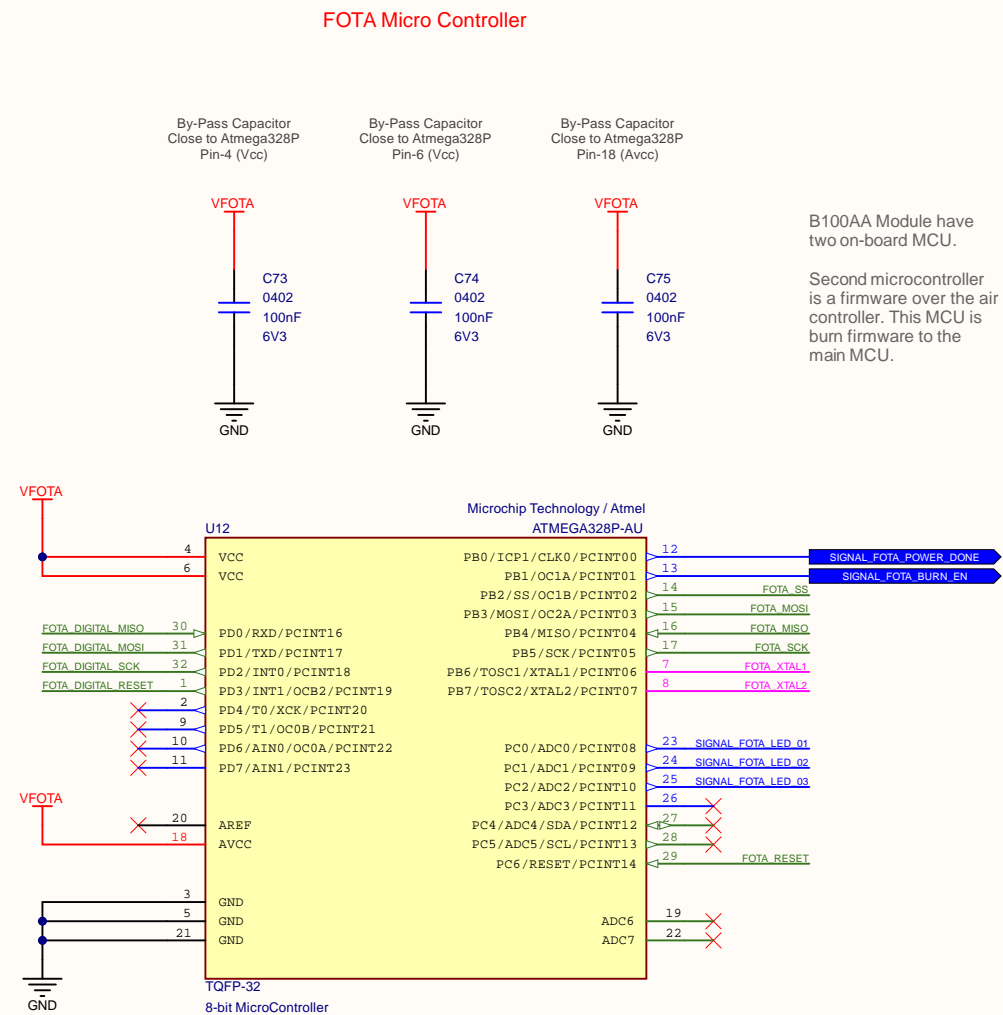 FOTA Micro Controller
By-Pass Capacitor
Close to Atmega328P
Pin-4 (Vcc)
By-Pass Capacitor
Close to Atmega328P
Pin-6 (Vcc)
By-Pass Capacitor
Close to Atmega328P
Pin-18 (Avcc)
VFOTA
C73
0402
100nF
6V3
GND
VFOTA
C74
0402
100nF
6V3
GND
VFOTA
C75
0402
100nF
6V3
GND
B100AA Module have
two on-board MCU.
Second microcontroller
is a firmware over the air
controller. This MCU is
burn firmware to the
main MCU.
VFOTA
Microchip Technology / Atmel
U12
ATMEGA328P-AU
4 VCC
6 VCC
FOTA_DIGITAL_MISO 30 PD0/RXD/PCINT16
FOTA_DIGITAL_MOSI 31 PD1/TXD/PCINT17
FOTA_DIGITAL_SCK 32 PD2/INT0/PCINT18
FOTA_DIGITAL_RESET 1 PD3/INT1/OCB2/PCINT19
2 PD4/T0/XCK/PCINT20
9 PD5/T1/OC0B/PCINT21
10 PD6/AIN0/OC0A/PCINT22
11 PD7/AIN1/PCINT23
VFOTA
20 AREF
18 AVCC
3 GND
5 GND
21 GND
GND
PB0/ICP1/CLK0/PCINT00 12 SIGNAL_FOTA_POWER_DONE
PB1/OC1A/PCINT01 13 SIGNAL_FOTA_BURN_EN
PB2/SS/OC1B/PCINT02 14 FOTA_SS
PB3/MOSI/OC2A/PCINT03 15 FOTA_MOSI
PB4/MISO/PCINT04 16 FOTA_MISO
PB5/SCK/PCINT05 17 FOTA_SCK
PB6/TOSC1/XTAL1/PCINT06 7 FOTA_XTAL1
PB7/TOSC2/XTAL2/PCINT07 8 FOTA_XTAL2
PC0/ADC0/PCINT08 23 SIGNAL_FOTA_LED_01
PC1/ADC1/PCINT09 24 SIGNAL_FOTA_LED_02
PC2/ADC2/PCINT10 25 SIGNAL_FOTA_LED_03
PC3/ADC3/PCINT11 26
PC4/ADC4/SDA/PCINT12 27
PC5/ADC5/SCL/PCINT13 28
PC6/RESET/PCINT14 29 FOTA_RESET
ADC6 19
ADC7 22
TQFP-32
8-bit MicroController